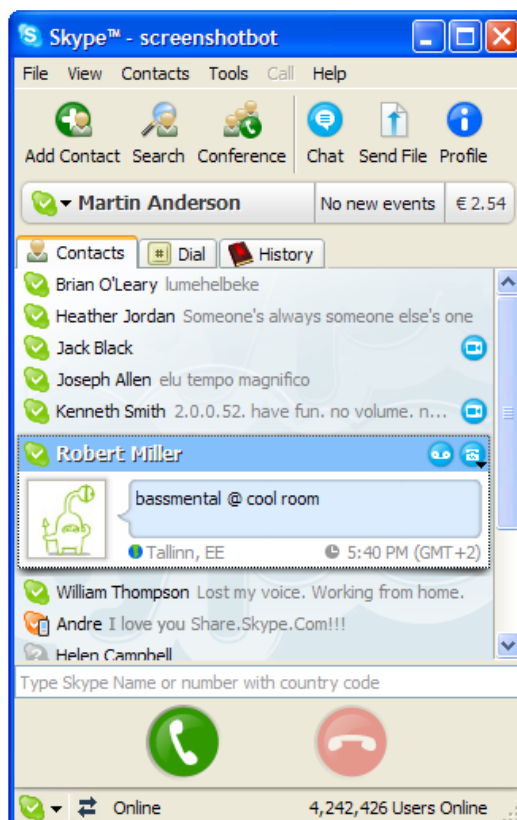 Skype™ - screenshotbot
File View Contacts Tools Call Help
Add Contact Search Conference Chat Send File Profile
Martin Anderson No new events € 2.54
Contacts # Dial History
Brian O'Leary lumehelbeke
Heather Jordan Someone's always someone else's one
Jack Black
Joseph Allen elu tempo magnifico
Kenneth Smith 2.0.0.52. have fun. no volume. n...
Robert Miller
bassmental @ cool room
Tallinn, EE 5:40 PM (GMT+2)
William Thompson Lost my voice. Working from home.
Andre I love you Share.Skype.Com!!!
Helen Campbell
Type Skype Name or number with country code
Online 4,242,426 Users Online